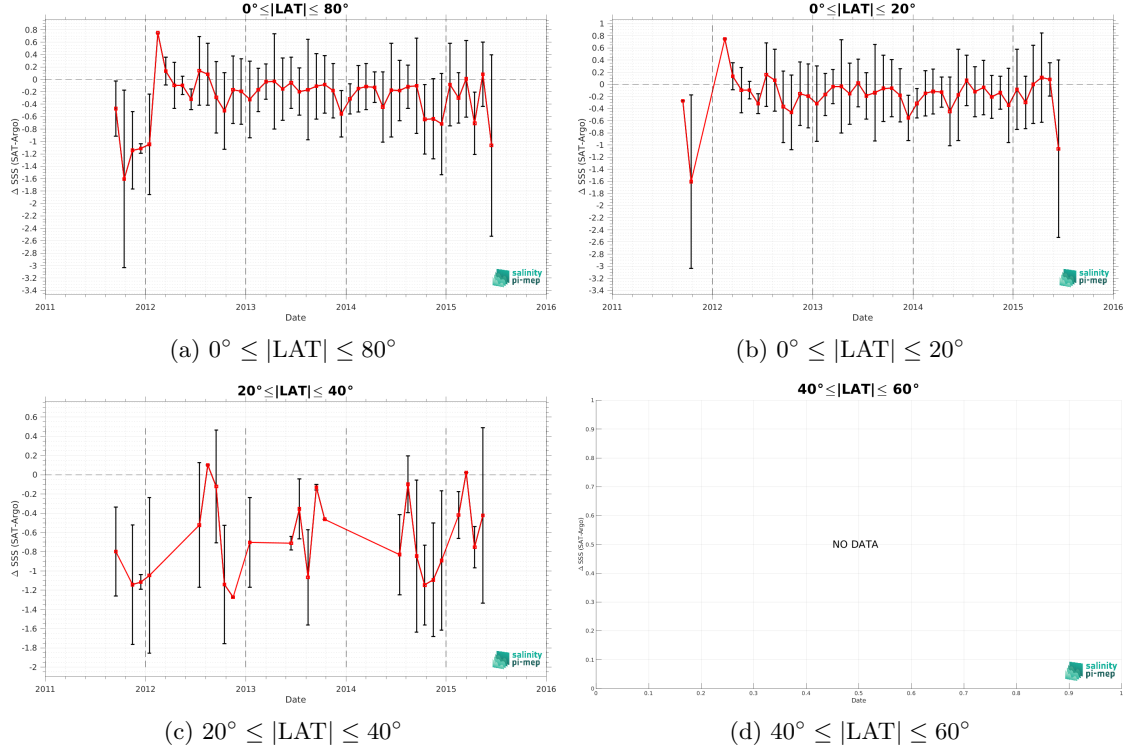 0°≤|LAT|≤ 80°
0.8
0.6
0.4
0.2
0
-0.2
-0.4
-0.6
-0.8
-1
-1.2
-1.4
-1.6
-1.8
-2
-2.2
-2.4
-2.6
-2.8
-3
-3.2
-3.4
Δ SSS (SAT-Argo)
2011 2012 2013 2014 2015 2016
Date
salinity
pi-mep
(a) 0° ≤ |LAT| ≤ 80°
0°≤|LAT|≤ 20°
1
0.8
0.6
0.4
0.2
0
-0.2
-0.4
-0.6
-0.8
-1
-1.2
-1.4
-1.6
-1.8
-2
-2.2
-2.4
-2.6
-2.8
-3
-3.2
-3.4
Δ SSS (SAT-Argo)
2011 2012 2013 2014 2015 2016
Date
salinity
pi-mep
(b) 0° ≤ |LAT| ≤ 20°
20°≤|LAT|≤ 40°
0.6
0.4
0.2
0
-0.2
-0.4
-0.6
-0.8
-1
-1.2
-1.4
-1.6
-1.8
-2
Δ SSS (SAT-Argo)
2011 2012 2013 2014 2015 2016
Date
salinity
pi-mep
(c) 20° ≤ |LAT| ≤ 40°
40°≤|LAT|≤ 60°
1
0.9
0.8
0.7
0.6
0.5
0.4
0.3
0.2
0.1
0
Δ SSS (SAT-Argo)
NO DATA
0 0.1 0.2 0.3 0.4 0.5 0.6 0.7 0.8 0.9 1
Date
salinity
pi-mep
(d) 40° ≤ |LAT| ≤ 60°